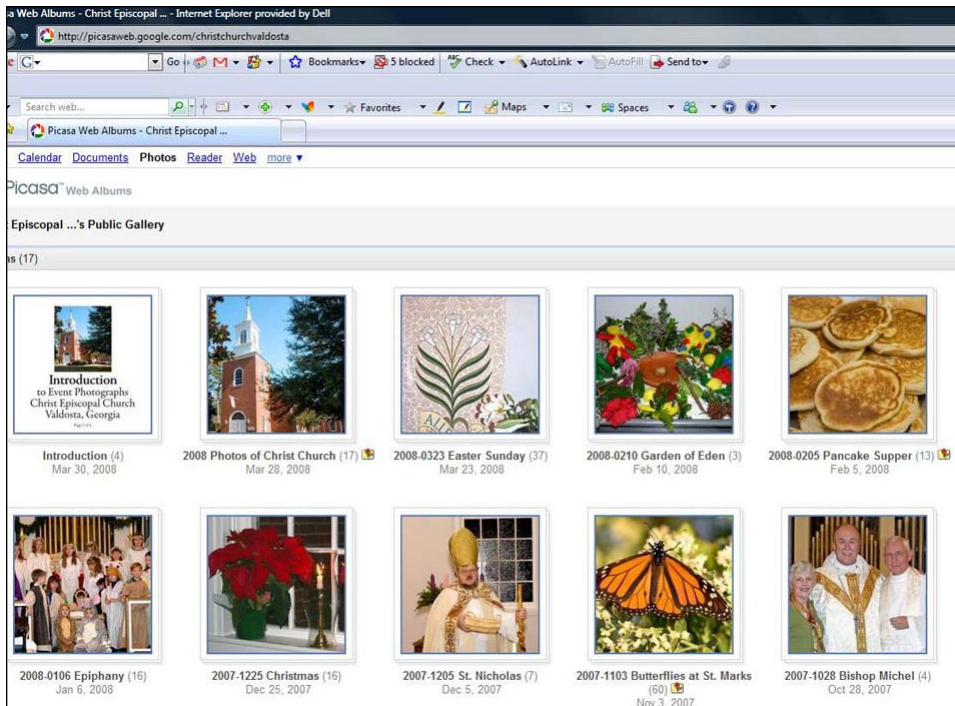 sa Web Albums - Christ Episcopal ... - Internet Explorer provided by Dell
http://picasaweb.google.com/christchurchvaldosta
e G Go M Bookmarks 5 blocked ABC Check AutoLink AutoFill Send to
Search web... Favorites Maps Spaces
Picasa Web Albums - Christ Episcopal ...
Calendar Documents Photos Reader Web more ▼
Picasa™ Web Albums
t Episcopal ...'s Public Gallery
ms (17)
Introduction
to Event Photographs
Christ Episcopal Church
Valdosta, Georgia
Introduction (4) 2008 Photos of Christ Church (17) 2008-0323 Easter Sunday (37) 2008-0210 Garden of Eden (3) 2008-0205 Pancake Supper (13)
Mar 30, 2008 Mar 28, 2008 Mar 23, 2008 Feb 10, 2008 Feb 5, 2008
2008-0106 Epiphany (16) 2007-1225 Christmas (16) 2007-1205 St. Nicholas (7) 2007-1103 Butterflies at St. Marks 2007-1028 Bishop Michel (4)
Jan 6, 2008 Dec 25, 2007 Dec 5, 2007 (60) Oct 28, 2007
Nov 3, 2007